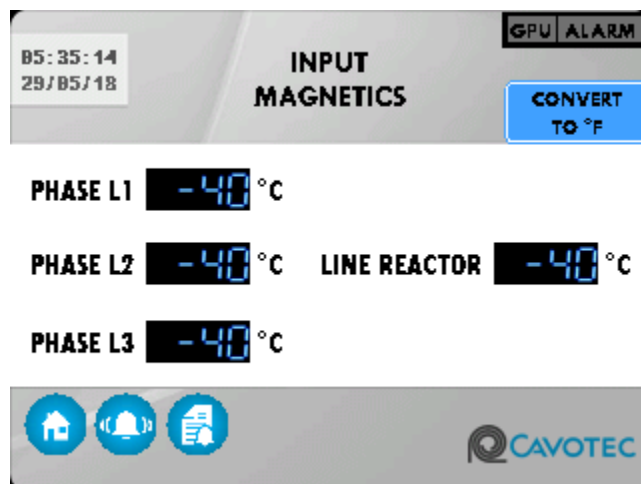 05:35:14
29/05/18
INPUT
MAGNETICS
GPU ALARM
CONVERT
TO °F
PHASE L1 -40 °C
PHASE L2 -40 °C LINE REACTOR -40 °C
PHASE L3 -40 °C
CAVOTEC